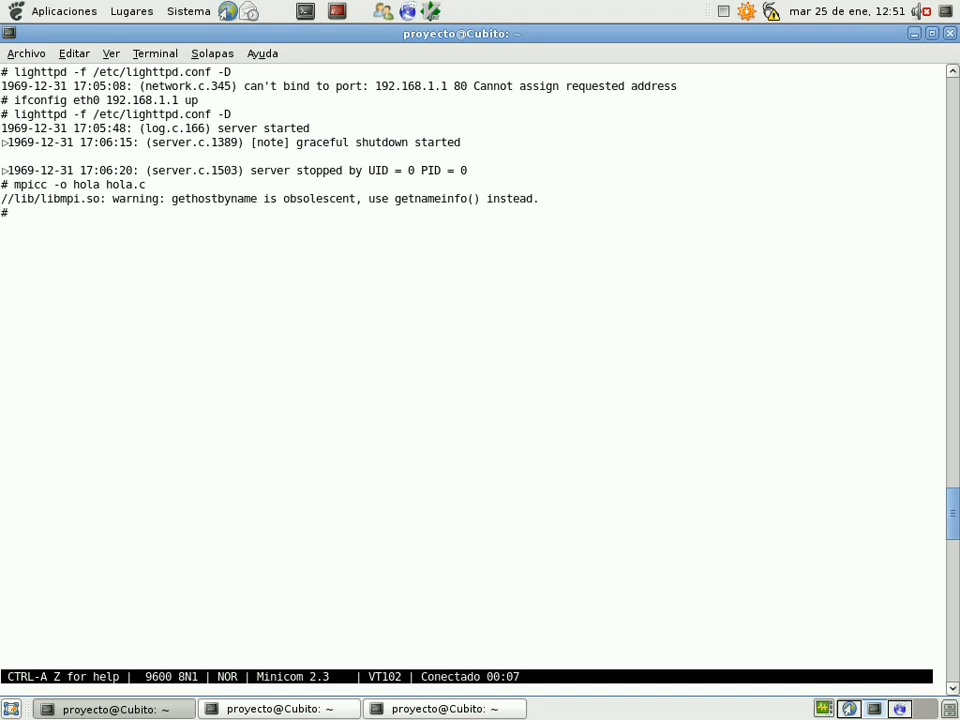 Aplicaciones Lugares Sistema mar 25 de ene, 12:51
proyecto@Cubito: ~
Archivo Editar Ver Terminal Solapas Ayuda
# lighttpd -f /etc/lighttpd.conf -D
1969-12-31 17:05:08: (network.c.345) can't bind to port: 192.168.1.1 80 Cannot assign requested address
# ifconfig eth0 192.168.1.1 up
# lighttpd -f /etc/lighttpd.conf -D
1969-12-31 17:05:48: (log.c.166) server started
▷1969-12-31 17:06:15: (server.c.1389) [note] graceful shutdown started
▷1969-12-31 17:06:20: (server.c.1503) server stopped by UID = 0 PID = 0
# mpicc -o hola hola.c
//lib/libmpi.so: warning: gethostbyname is obsolescent, use getnameinfo() instead.
#
CTRL-A Z for help | 9600 8N1 | NOR | Minicom 2.3 | VT102 | Conectado 00:07
proyecto@Cubito: ~ proyecto@Cubito: ~ proyecto@Cubito: ~